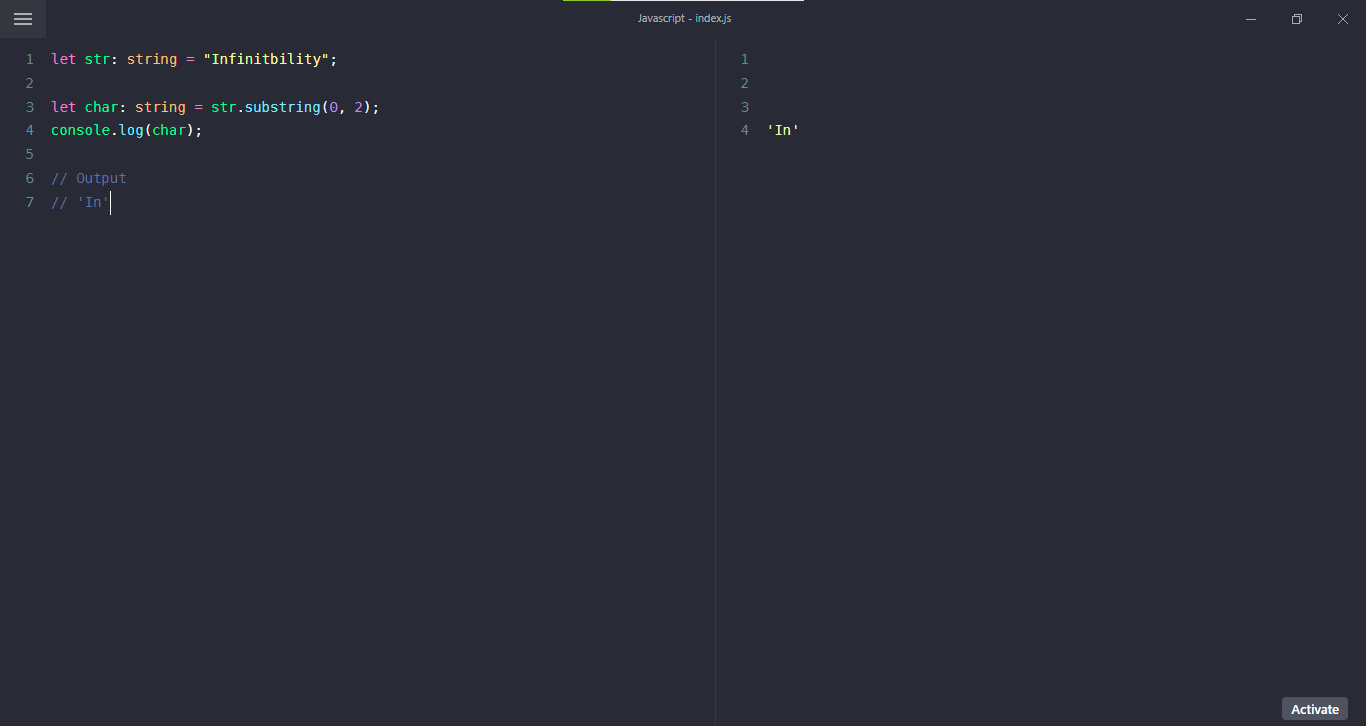 Javascript - index.js
1 let str: string = "Infinitbility";
2
3 let char: string = str.substring(0, 2);
4 console.log(char);
5
6 // Output
7 // 'In'
1
2
3
4 'In'
Activate